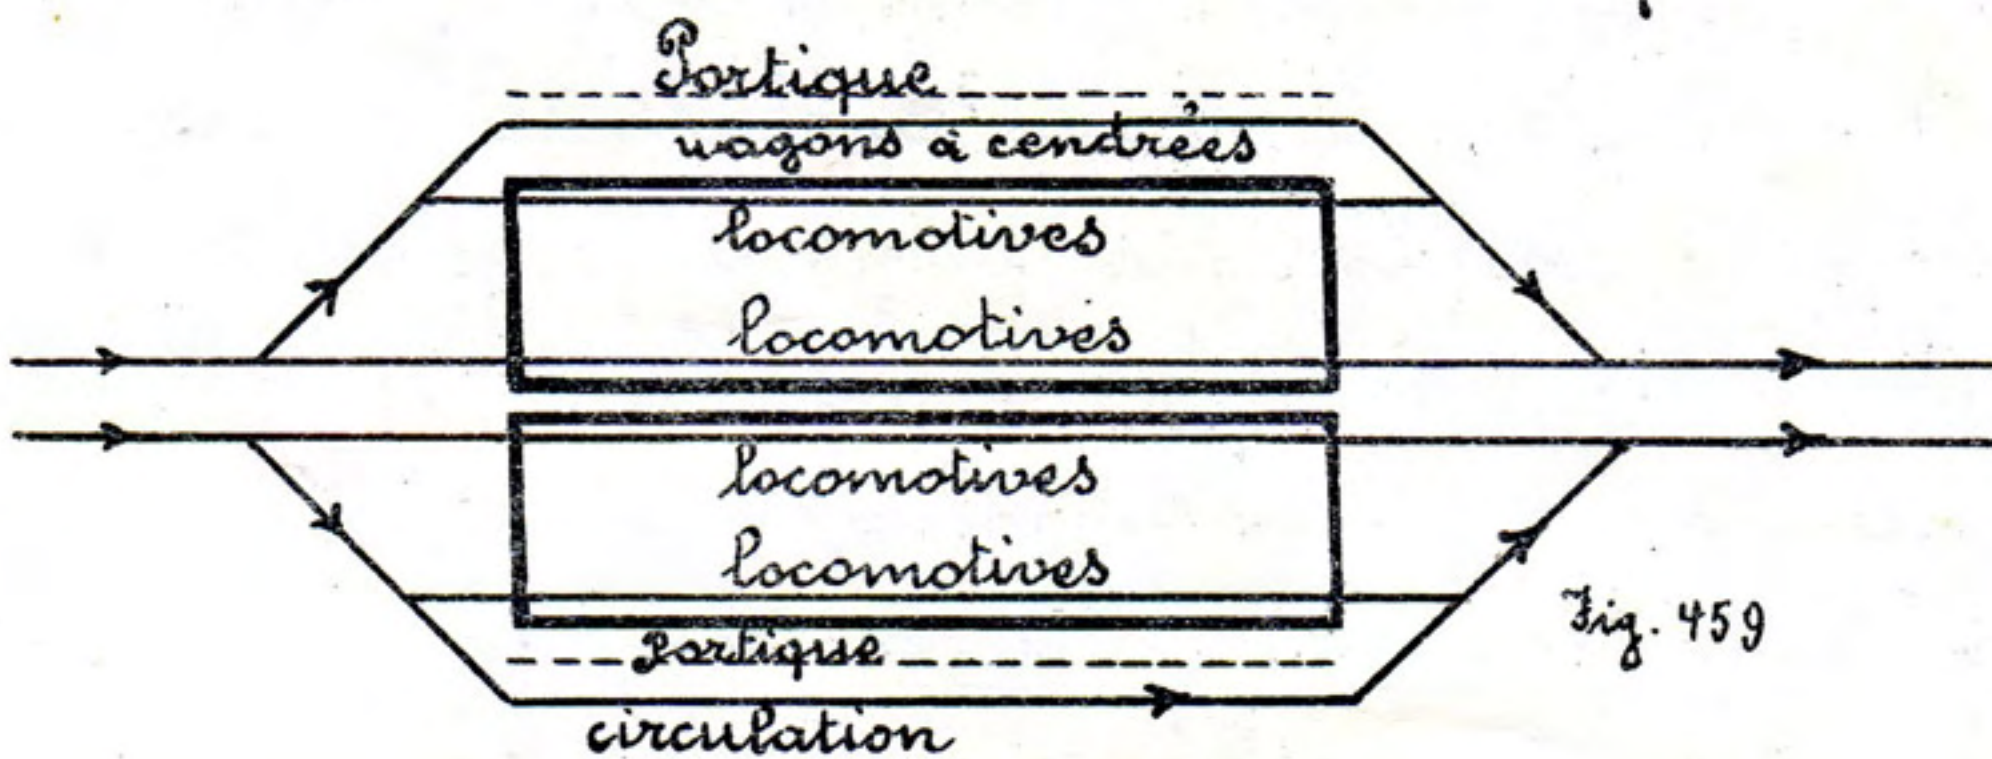 Portique
wagons à cendrées
locomotives
locomotives
locomotives
locomotives
Fig. 459
Portique
circulation